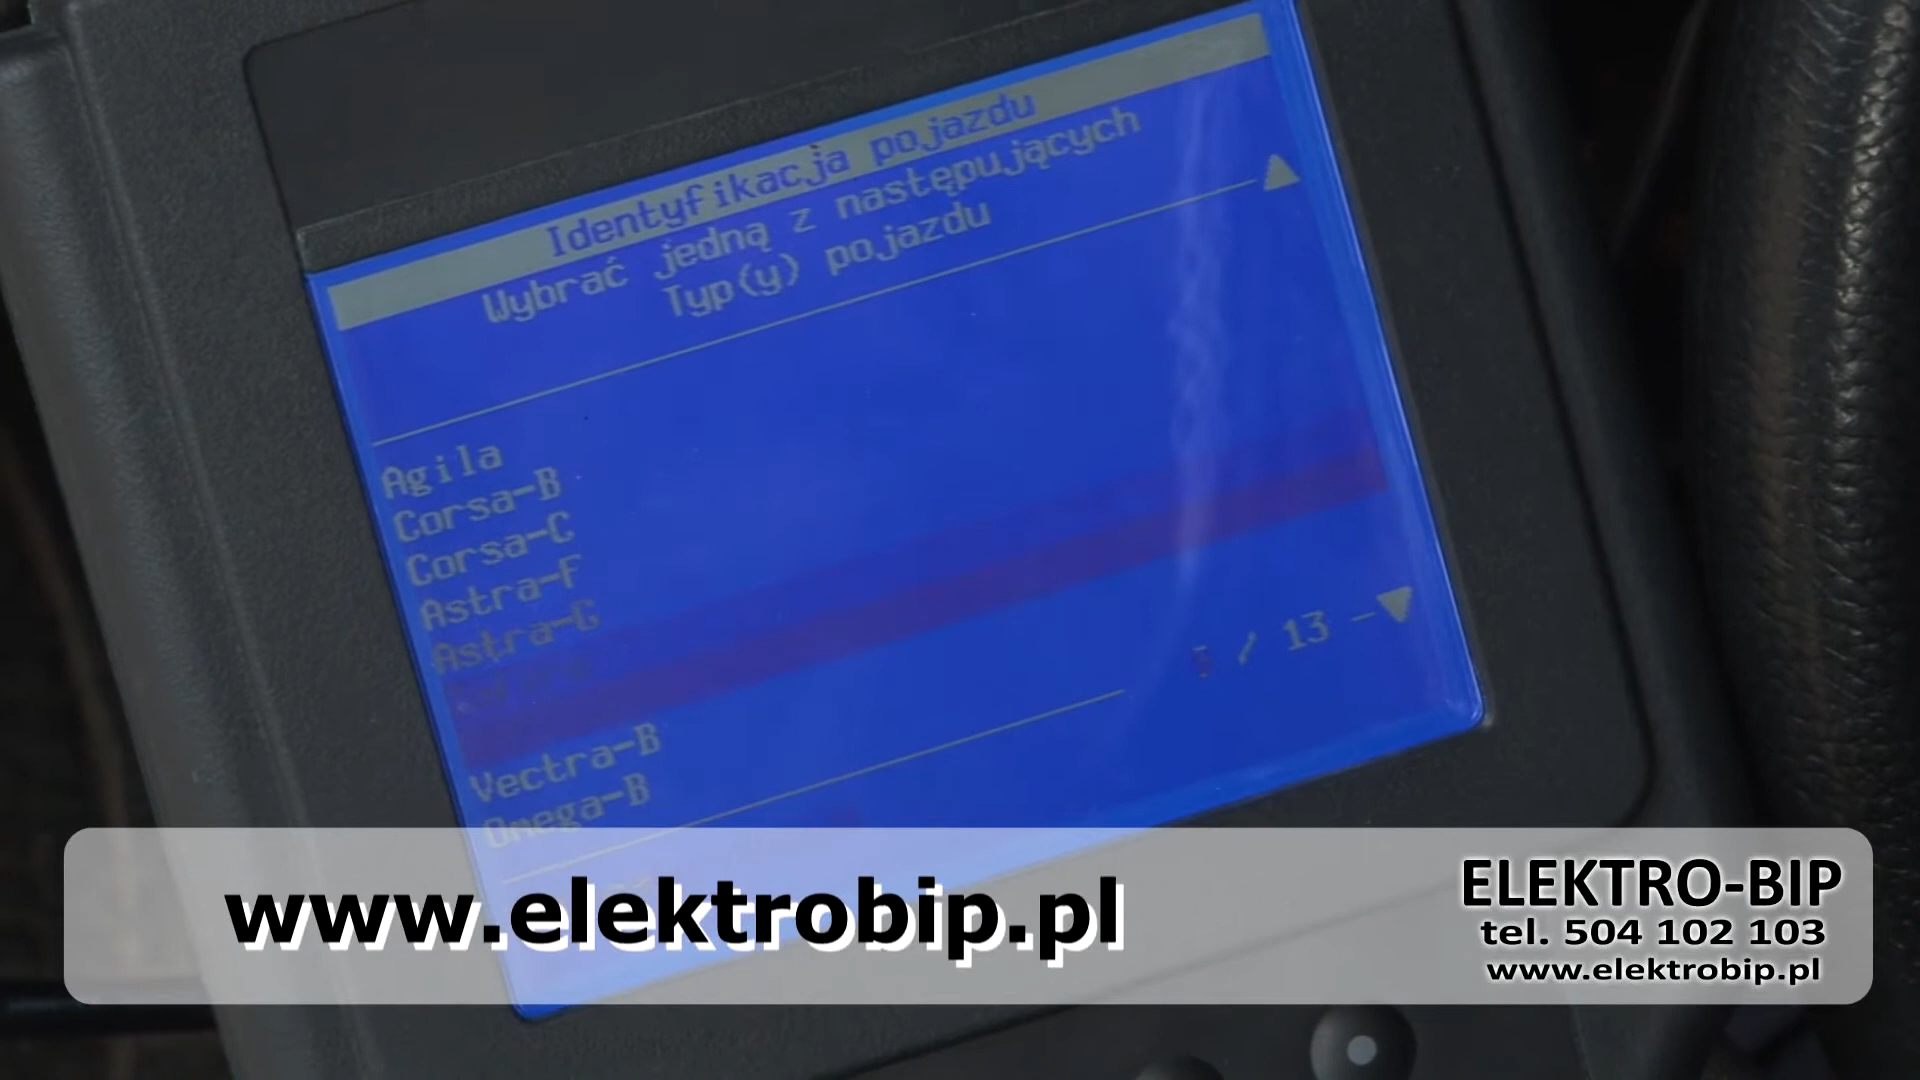 Identyfikacja pojazdu
Wybrać jedną z następujących
Typ(y) pojazdu
Agila
Corsa-B
Corsa-C
Astra-F
Astra-G
Vectra-B
Omega-B
/ 13
www.elektrobip.pl
ELEKTRO-BIP
tel. 504 102 103
www.elektrobip.pl